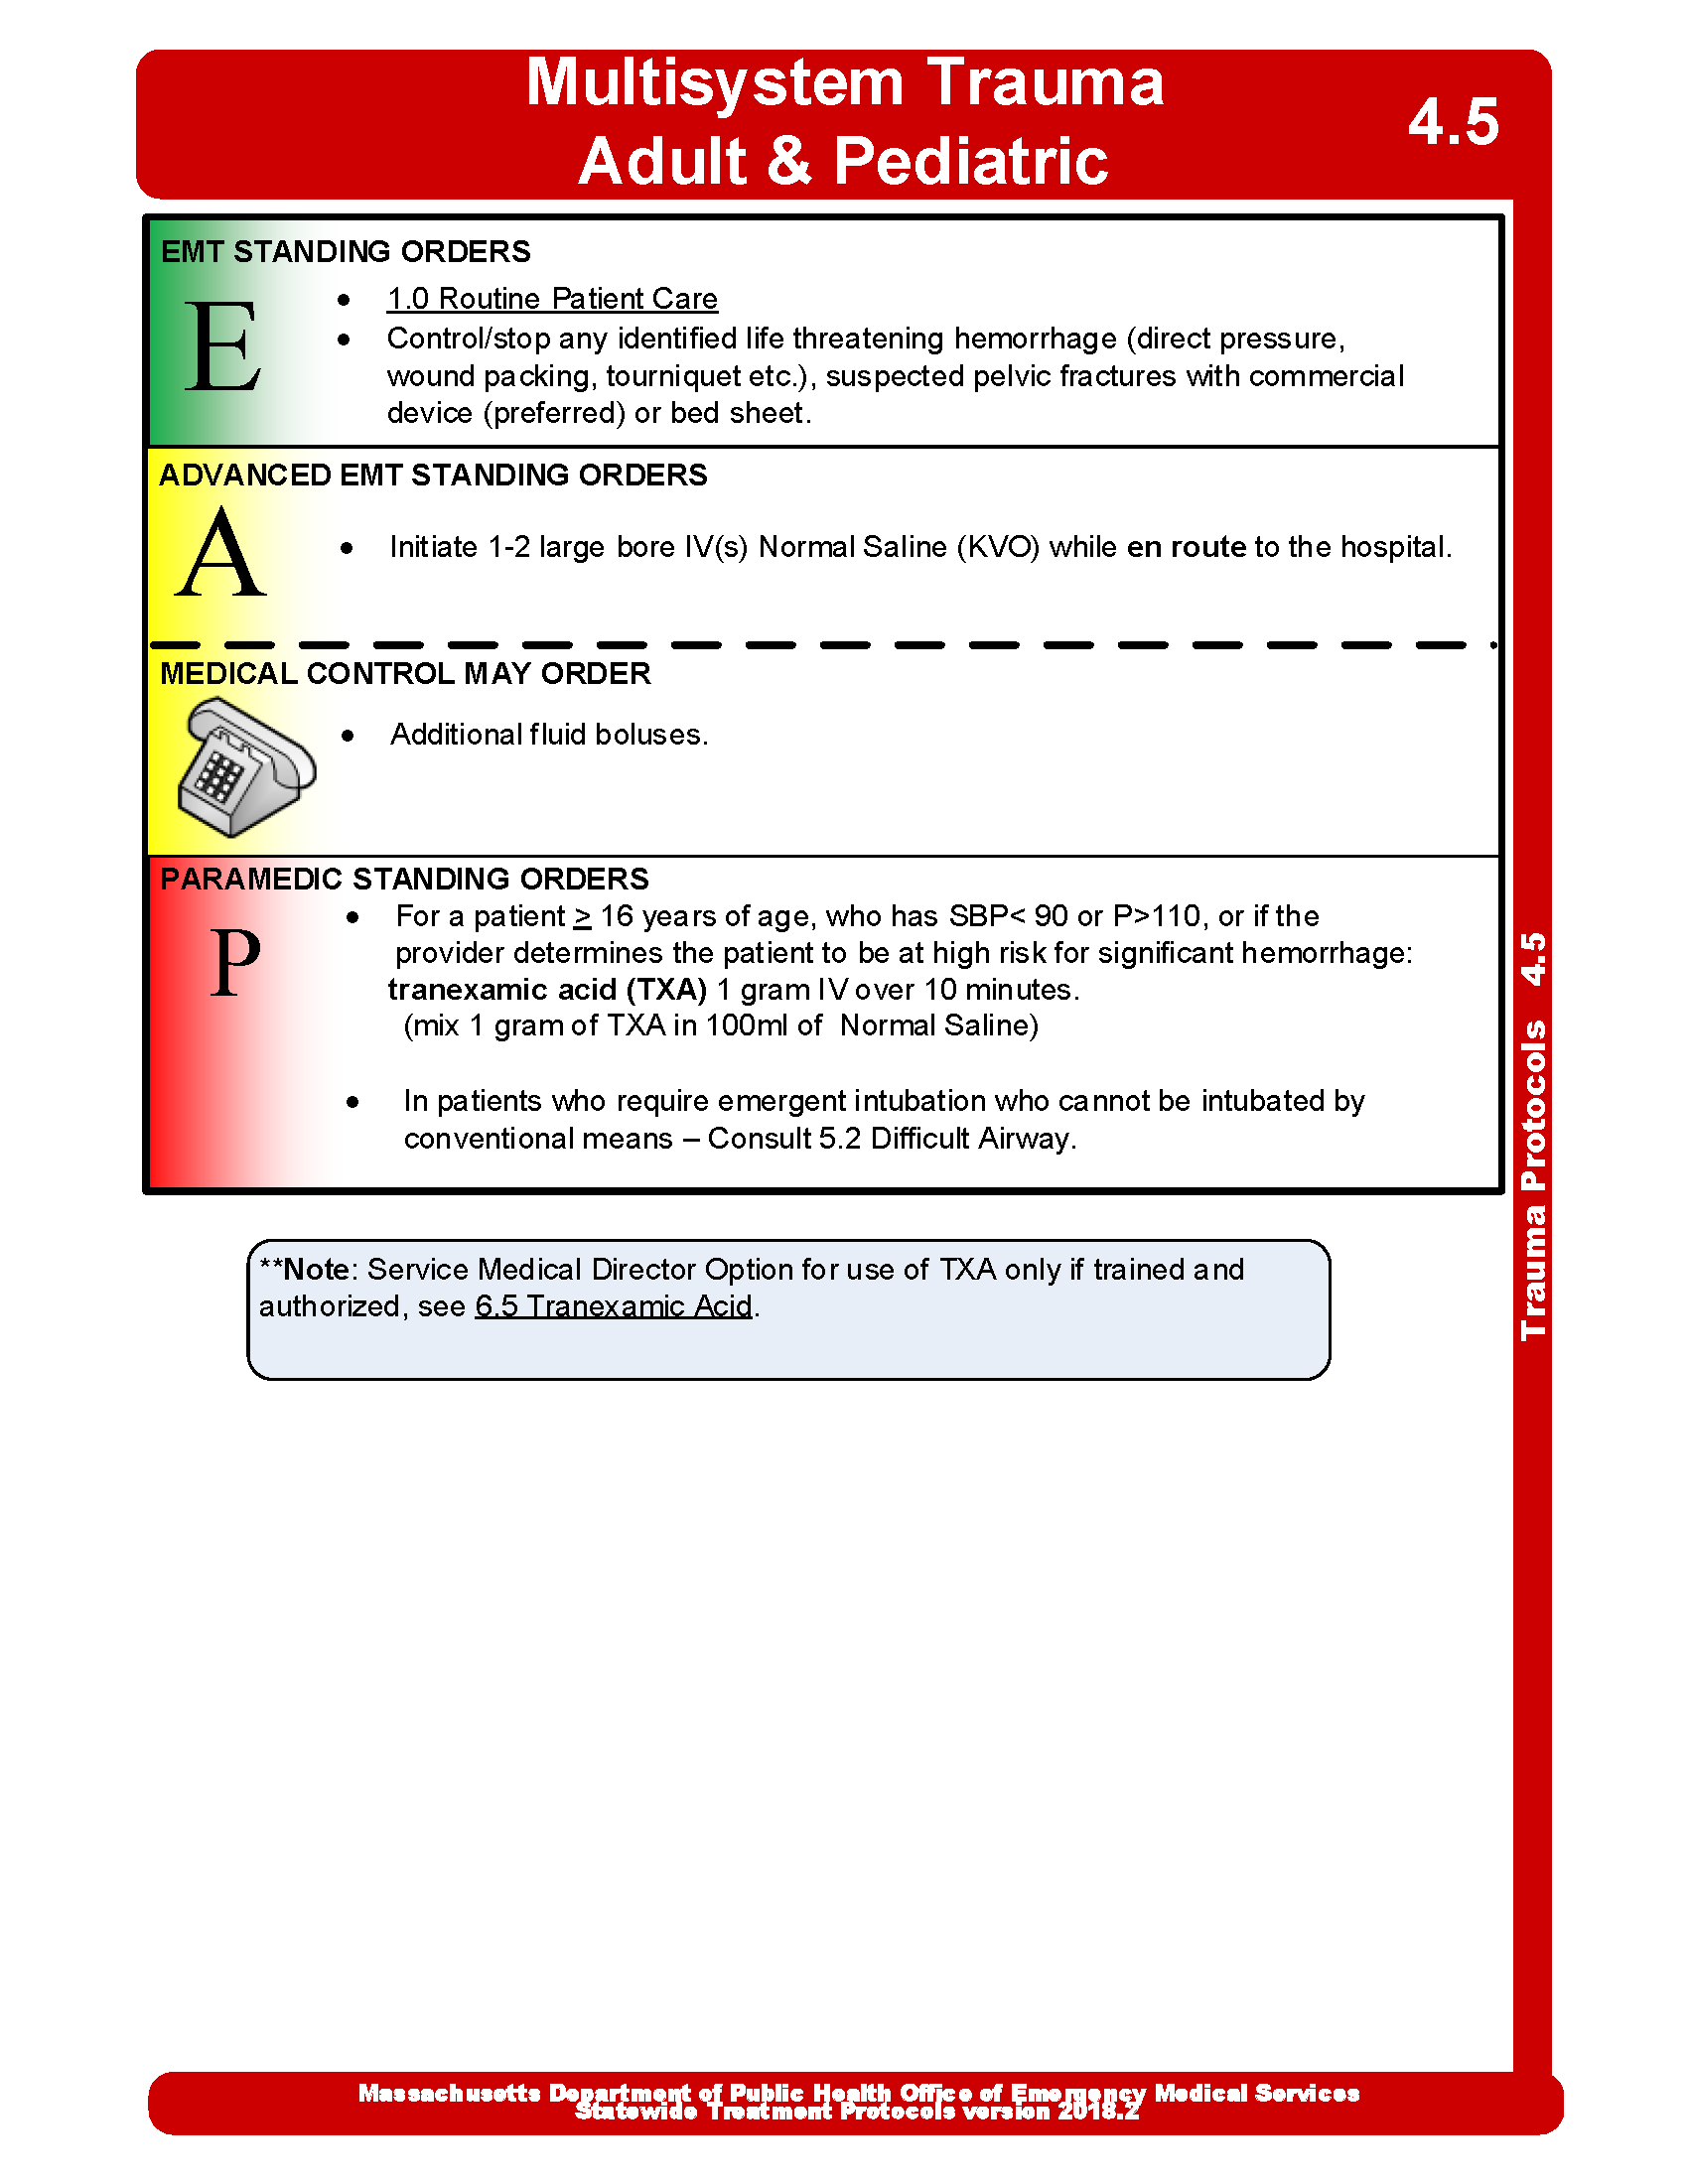 Multisystem Trauma
Adult & Pediatric
4.5
EMT STANDING ORDERS
E
• 1.0 Routine Patient Care
• Control/stop any identified life threatening hemorrhage (direct pressure,
wound packing, tourniquet etc.), suspected pelvic fractures with commercial
device (preferred) or bed sheet.
ADVANCED EMT STANDING ORDERS
A
• Initiate 1-2 large bore IV(s) Normal Saline (KVO) while en route to the hospital.
MEDICAL CONTROL MAY ORDER
• Additional fluid boluses.
PARAMEDIC STANDING ORDERS
P
• For a patient ≥ 16 years of age, who has SBP< 90 or P>110, or if the
provider determines the patient to be at high risk for significant hemorrhage:
tranexamic acid (TXA) 1 gram IV over 10 minutes.
(mix 1 gram of TXA in 100ml of Normal Saline)
• In patients who require emergent intubation who cannot be intubated by
conventional means – Consult 5.2 Difficult Airway.
**Note: Service Medical Director Option for use of TXA only if trained and
authorized, see 6.5 Tranexamic Acid.
Trauma Protocols 4.5
Massachusetts Department of Public Health Office of Emergency Medical Services
Statewide Treatment Protocols version 2018.2